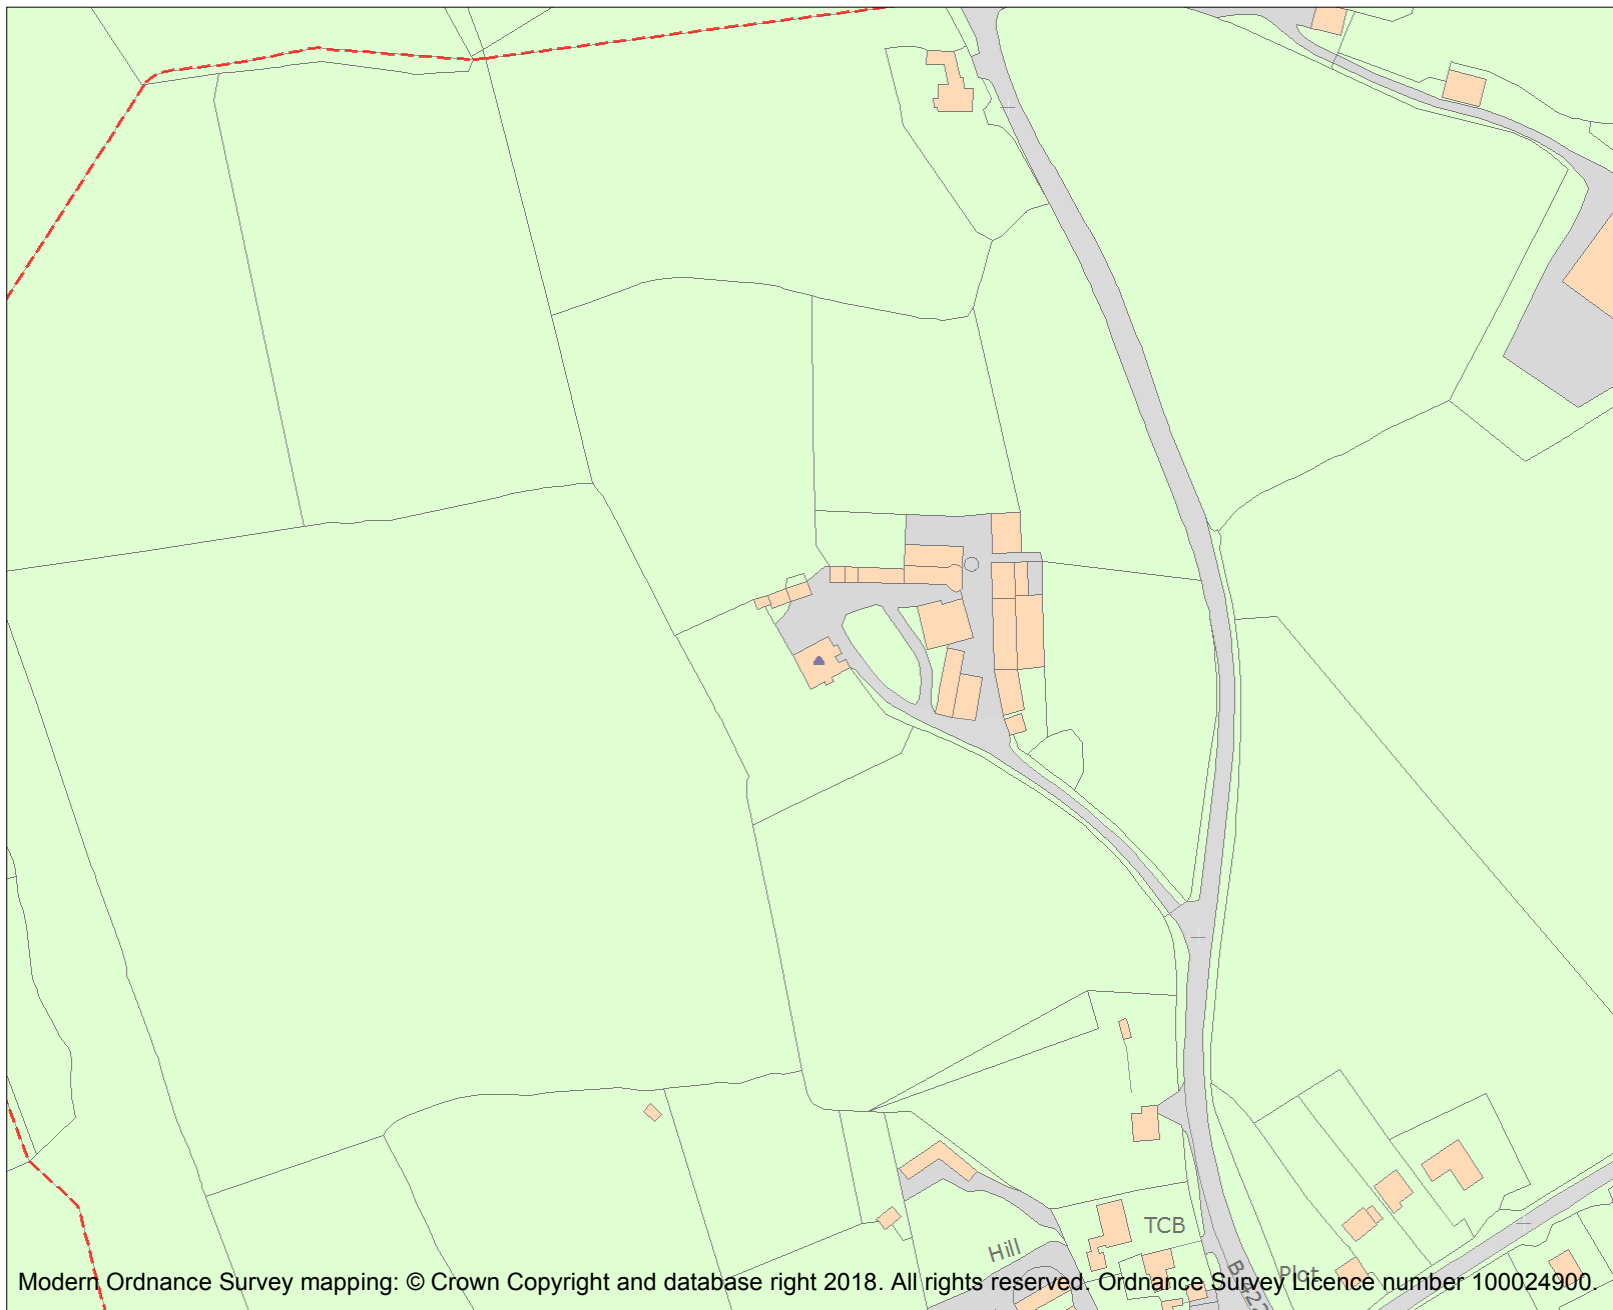 TCB
Hill
Plot
Modern Ordnance Survey mapping: © Crown Copyright and database right 2018. All rights reserved. Ordnance Survey Licence number 100024900.